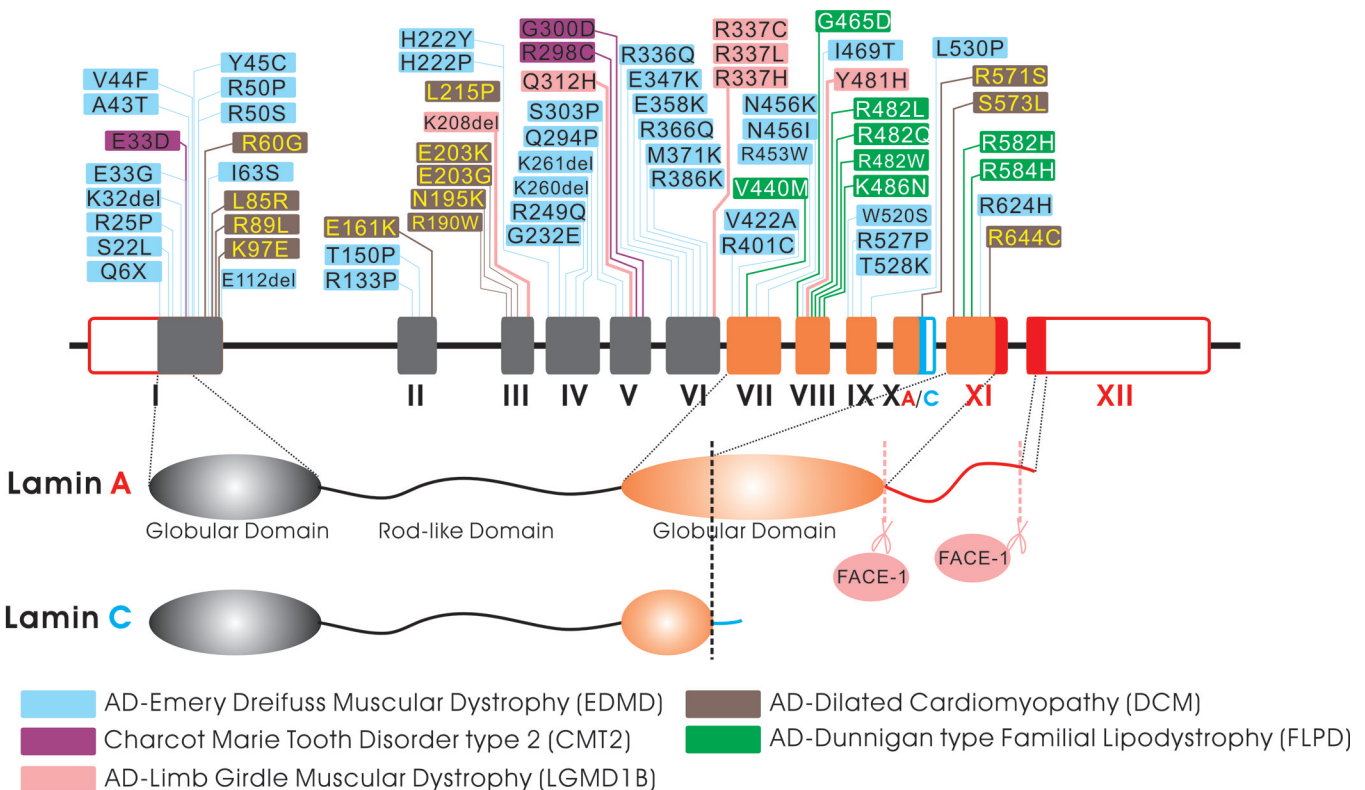 V44F
A43T
E33D
E33G
K32del
R25P
S22L
Q6X
Y45C
R50P
R50S
R60G
I63S
L85R
R89L
K97E
E112del
E161K
T150P
R133P
H222Y
H222P
L215P
K208del
E203K
E203G
N195K
R190W
G300D
R298C
Q312H
S303P
Q294P
K261del
K260del
R249Q
G232E
R336Q
E347K
E358K
R366Q
M371K
R386K
R337C
R337L
R337H
N456K
N456I
R453W
V440M
V422A
R401C
G465D
I469T
Y481H
R482L
R482Q
R482W
K486N
W520S
R527P
T528K
L530P
R571S
S573L
R582H
R584H
R624H
R644C
I II III IV V VI VII VIII IX X A/C XI XII
Lamin A
Globular Domain Rod-like Domain Globular Domain
FACE-1 FACE-1
Lamin C
AD-Emery Dreifuss Muscular Dystrophy (EDMD)
Charcot Marie Tooth Disorder type 2 (CMT2)
AD-Limb Girdle Muscular Dystrophy (LGMD1B)
AD-Dilated Cardiomyopathy (DCM)
AD-Dunnigan type Familial Lipodystrophy (FLPD)